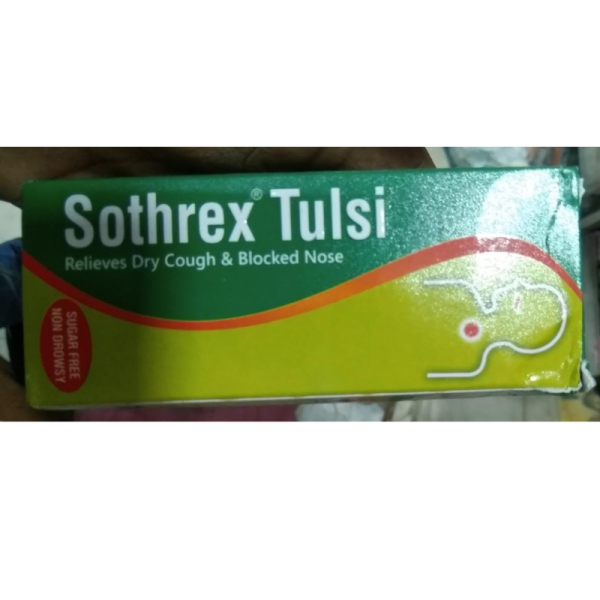 Sothrex® Tulsi
Relieves Dry Cough & Blocked Nose
SUGAR FREE
NON DROWSY